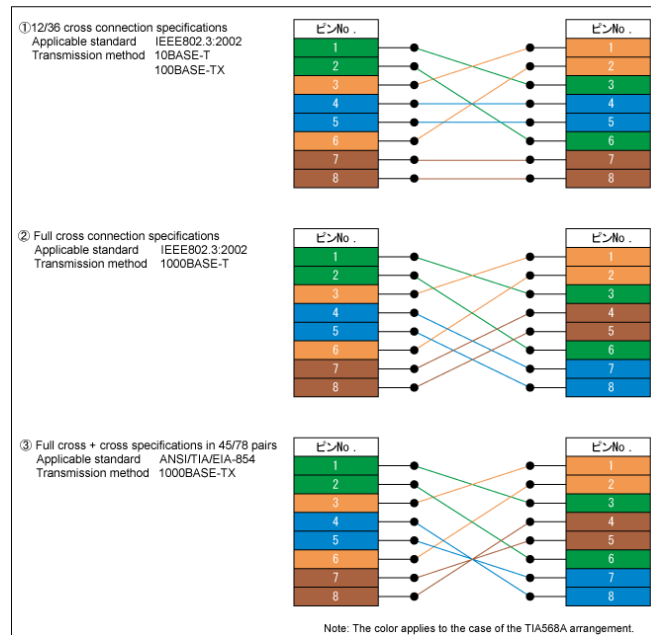 ①12/36 cross connection specifications
Applicable standard IEEE802.3:2002
Transmission method 10BASE-T
100BASE-TX
ピンNo.
1
2
3
4
5
6
7
8
ピンNo.
1
2
3
4
5
6
7
8
② Full cross connection specifications
Applicable standard IEEE802.3:2002
Transmission method 1000BASE-T
ピンNo.
1
2
3
4
5
6
7
8
ピンNo.
1
2
3
4
5
6
7
8
③ Full cross + cross specifications in 45/78 pairs
Applicable standard ANSI/TIA/EIA-854
Transmission method 1000BASE-TX
ピンNo.
1
2
3
4
5
6
7
8
ピンNo.
1
2
3
4
5
6
7
8
Note: The color applies to the case of the TIA568A arrangement.